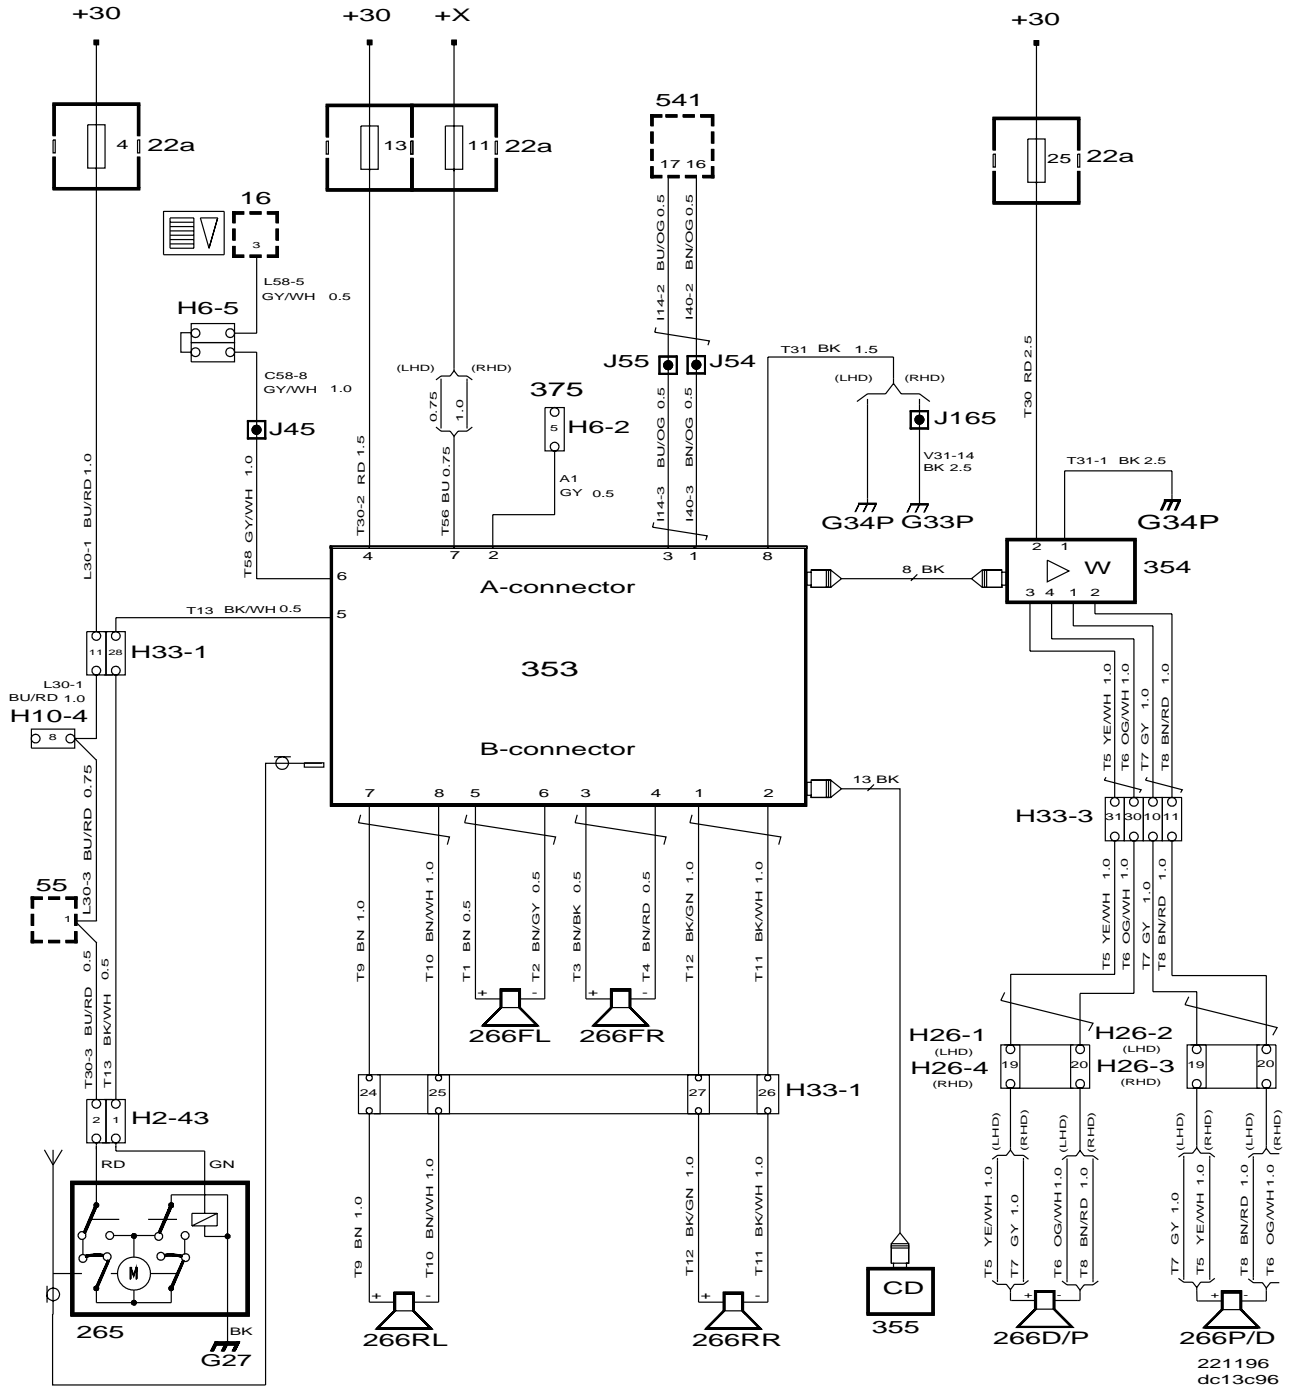 +30
+30
+X
+30
4
22a
13
11
22a
541
17 16
25
22a
16
3
L58-5
GY/WH 0.5
H6-5
C58-8
GY/WH 1.0
J45
L30-1 BU/RD 1.0
T58 GY/WH 1.0
T30-2 RD 1.5
(LHD)
(RHD)
0.75
1.0
T56 BU 0.75
375
5
H6-2
A1
GY 0.5
I14-2 BU/OG 0.5
I40-2 BN/OG 0.5
J55
J54
I14-3 BU/OG 0.5
I40-3 BN/OG 0.5
T31 BK 1.5
(LHD)
(RHD)
J165
V31-14
BK 2.5
G34P
G33P
T30 RD 2.5
T31-1 BK 2.5
G34P
4
7
2
3
1
8
6
5
A-connector
353
B-connector
7
8
5
6
3
4
1
2
8 BK
2
1
W
354
3 4 1 2
T13 BK/WH 0.5
11
28
H33-1
L30-1
BU/RD 1.0
H10-4
8
L30-3 BU/RD 0.75
55
1
T30-3 BU/RD 0.5
T13 BK/WH 0.5
2
1
H2-43
RD
GN
M
265
BK
G27
13 BK
T5 YE/WH 1.0
T6 OG/WH 1.0
T7 GY 1.0
T8 BN/RD 1.0
H33-3
31
30
10
11
T5 YE/WH 1.0
T6 OG/WH 1.0
T7 GY 1.0
T8 BN/RD 1.0
T9 BN 1.0
T10 BN/WH 1.0
T1 BN 0.5
T2 BN/GY 0.5
T3 BN/BK 0.5
T4 BN/RD 0.5
T12 BK/GN 1.0
T11 BK/WH 1.0
+
-
+
-
266FL
266FR
24
25
27
26
H33-1
T9 BN 1.0
T10 BN/WH 1.0
T12 BK/GN 1.0
T11 BK/WH 1.0
+
-
+
-
266RL
266RR
CD
355
H26-1
(LHD)
H26-4
(RHD)
19
20
H26-2
(LHD)
H26-3
(RHD)
19
20
(LHD)
(RHD)
(LHD)
(RHD)
(LHD)
(RHD)
(LHD)
(RHD)
T5 YE/WH 1.0
T7 GY 1.0
T6 OG/WH 1.0
T8 BN/RD 1.0
T7 GY 1.0
T5 YE/WH 1.0
T8 BN/RD 1.0
T6 OG/WH 1.0
+
-
+
-
266D/P
266P/D
221196
dc13c96